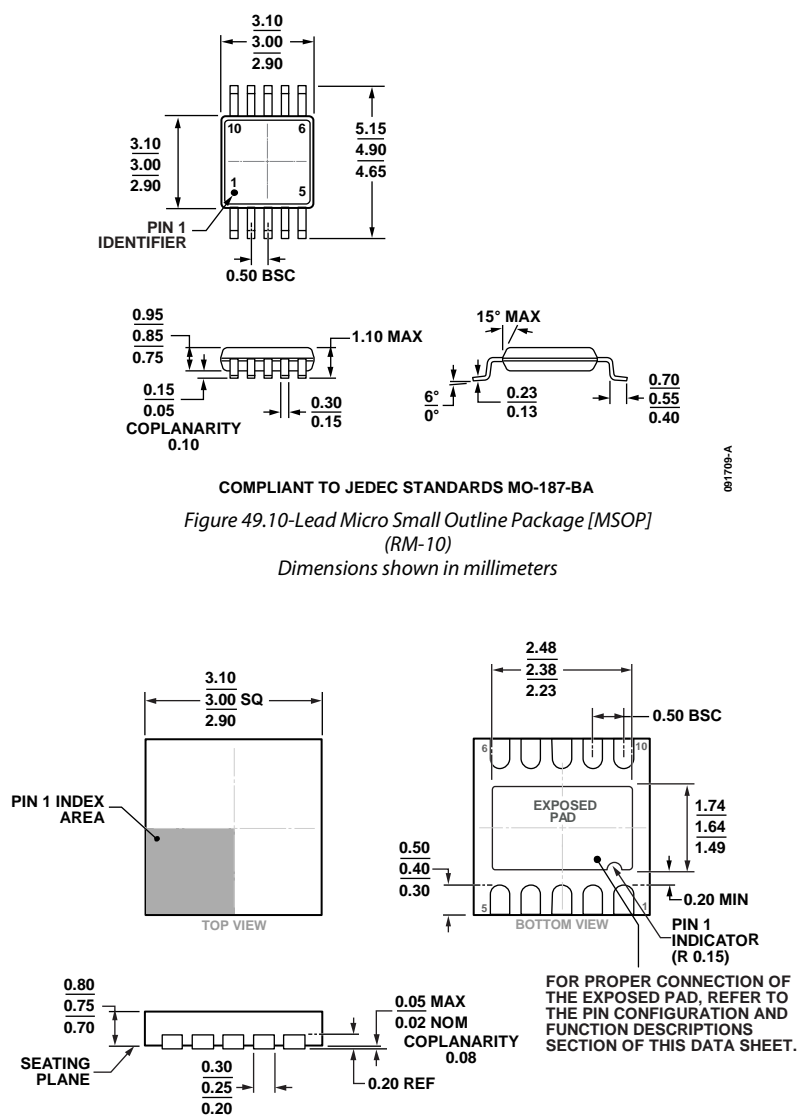 3.10
3.00
2.90
10
6
3.10
3.00
2.90
5.15
4.90
4.65
1
5
PIN 1
IDENTIFIER
0.50 BSC
0.95
0.85
0.75
1.10 MAX
15° MAX
0.15
0.05
COPLANARITY
0.10
0.30
0.15
6°
0°
0.23
0.13
0.70
0.55
0.40
091709-A
COMPLIANT TO JEDEC STANDARDS MO-187-BA
Figure 49.10-Lead Micro Small Outline Package [MSOP]
(RM-10)
Dimensions shown in millimeters
3.10
3.00 SQ
2.90
2.48
2.38
2.23
0.50 BSC
6
10
PIN 1 INDEX
AREA
EXPOSED
PAD
1.74
1.64
1.49
0.50
0.40
0.30
0.20 MIN
5
1
TOP VIEW
BOTTOM VIEW
PIN 1
INDICATOR
(R 0.15)
FOR PROPER CONNECTION OF
THE EXPOSED PAD, REFER TO
THE PIN CONFIGURATION AND
FUNCTION DESCRIPTIONS
SECTION OF THIS DATA SHEET.
0.80
0.75
0.70
0.05 MAX
0.02 NOM
COPLANARITY
0.08
SEATING
PLANE
0.30
0.25
0.20
0.20 REF